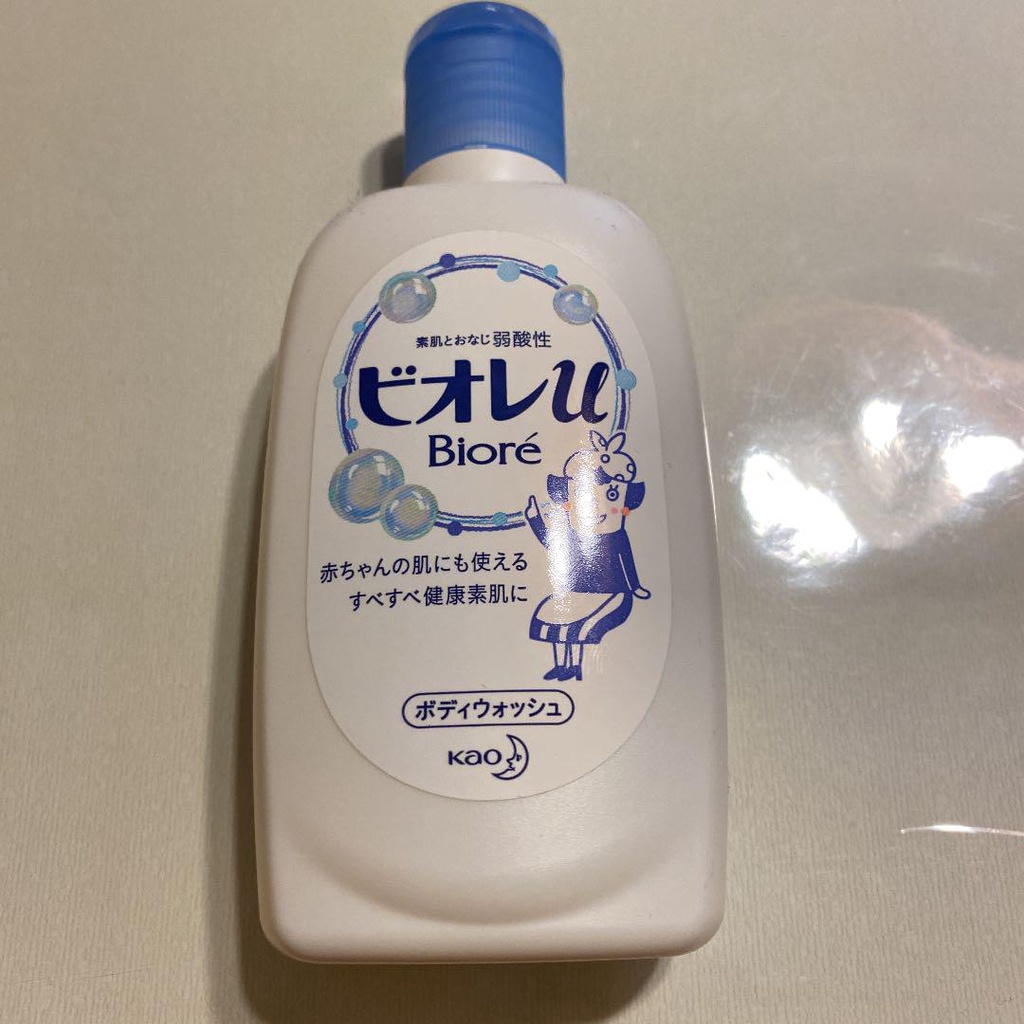 素肌とおなじ弱酸性
ビオレu
Bioré
赤ちゃんの肌にも使える
すべすべ健康素肌に
ボディウォッシュ
Kao